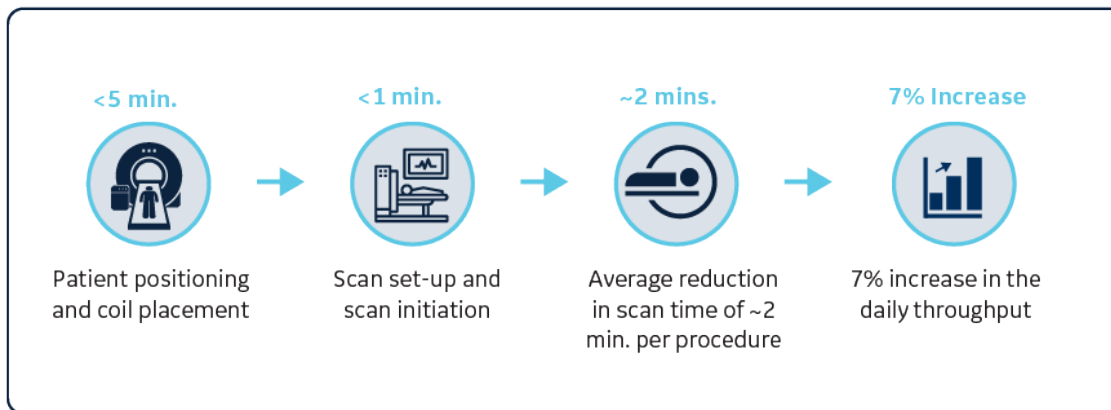 <5 min.
<1 min.
~2 mins.
7% Increase
Patient positioning
and coil placement
Scan set-up and
scan initiation
Average reduction
in scan time of ~2
min. per procedure
7% increase in the
daily throughput